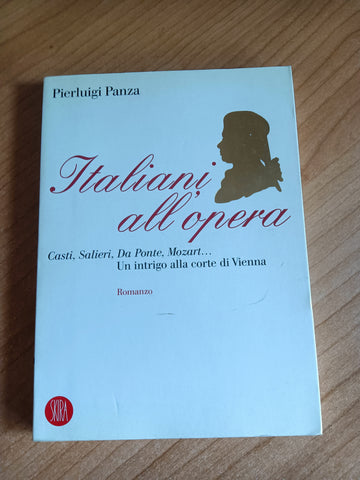 Pierluigi Panza
Italiani
all'opera
Casti, Salieri, Da Ponte, Mozart...
Un intrigo alla corte di Vienna
Romanzo
SKIRA